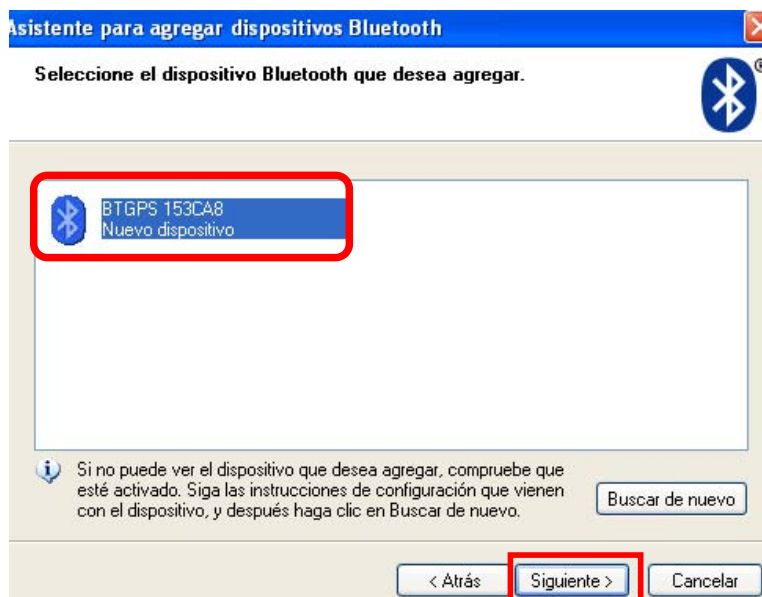 Asistente para agregar dispositivos Bluetooth
Seleccione el dispositivo Bluetooth que desea agregar.
BTGPS 153CA8
Nuevo dispositivo
Si no puede ver el dispositivo que desea agregar, compruebe que
esté activado. Siga las instrucciones de configuración que vienen
con el dispositivo, y después haga clic en Buscar de nuevo.
Buscar de nuevo
< Atrás
Siguiente >
Cancelar